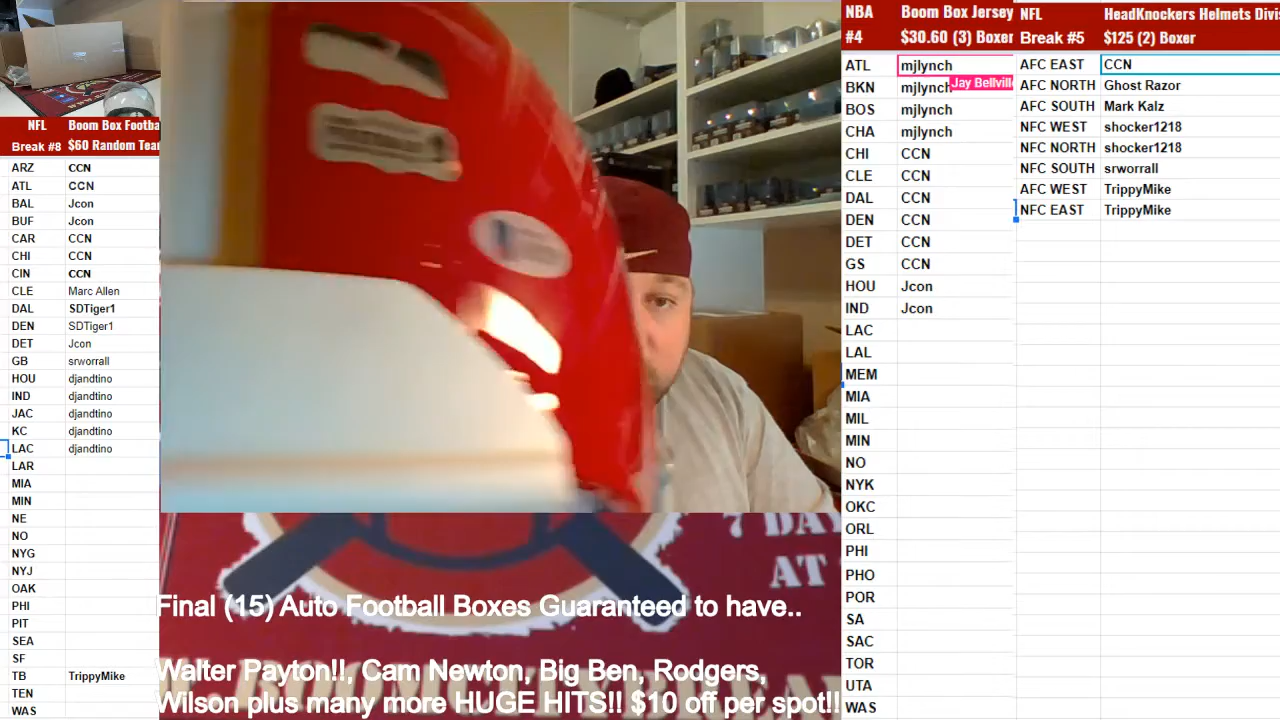 NFL Boom Box Footba
Break #8 $60 Random Tea
ARZ CCN
ATL CCN
BAL Jcon
BUF Jcon
CAR CCN
CHI CCN
CIN CCN
CLE Marc Allen
DAL SDTiger1
DEN SDTiger1
DET Jcon
GB srworrall
HOU djandtino
IND djandtino
JAC djandtino
KC djandtino
LAC djandtino
LAR
MIA
MIN
NE
NO
NYG
NYJ
OAK
PHI
PIT
SEA
SF
TB TrippyMike
TEN
WAS
7 DAY
AT
Final (15) Auto Football Boxes Guaranteed to have..
Walter Payton!!, Cam Newton, Big Ben, Rodgers,
Wilson plus many more HUGE HITS!! $10 off per spot!!
NBA Boom Box Jersey
#4 $30.60 (3) Boxer
ATL mjlynch
Jay Bellvill
BKN mjlynch
BOS mjlynch
CHA mjlynch
CHI CCN
CLE CCN
DAL CCN
DEN CCN
DET CCN
GS CCN
HOU Jcon
IND Jcon
LAC
LAL
MEM
MIA
MIL
MIN
NO
NYK
OKC
ORL
PHI
PHO
POR
SA
SAC
TOR
UTA
WAS
NFL HeadKnockers Helmets Divis
Break #5 $125 (2) Boxer
AFC EAST CCN
AFC NORTH Ghost Razor
AFC SOUTH Mark Kalz
NFC WEST shocker1218
NFC NORTH shocker1218
NFC SOUTH srworrall
AFC WEST TrippyMike
NFC EAST TrippyMike